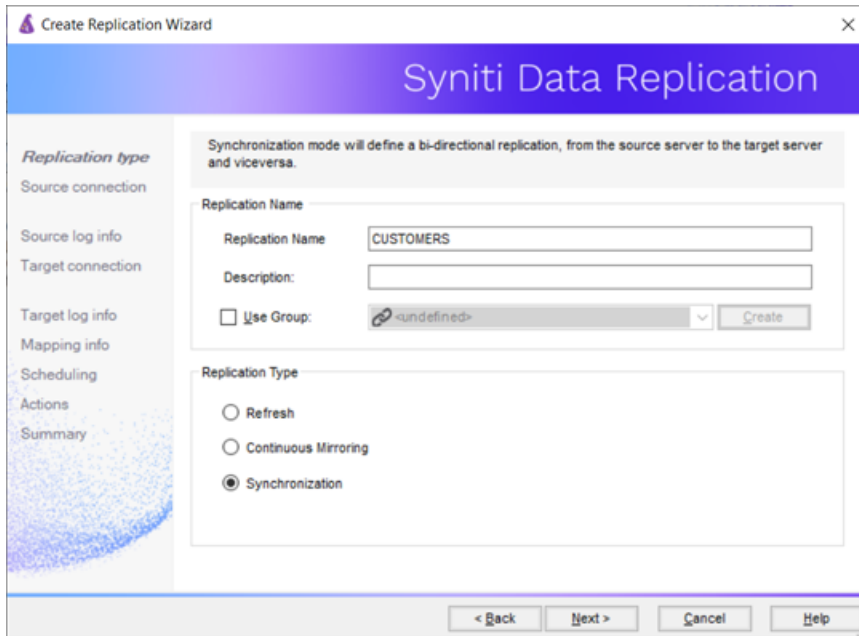 Create Replication Wizard
Syniti Data Replication
Replication type
Source connection
Source log info
Target connection
Target log info
Mapping info
Scheduling
Actions
Summary
Synchronization mode will define a bi-directional replication, from the source server to the target server
and viceversa.
Replication Name
Replication Name CUSTOMERS
Description:
Use Group: <undefined> Create
Replication Type
Refresh
Continuous Mirroring
Synchronization
< Back Next > Cancel Help